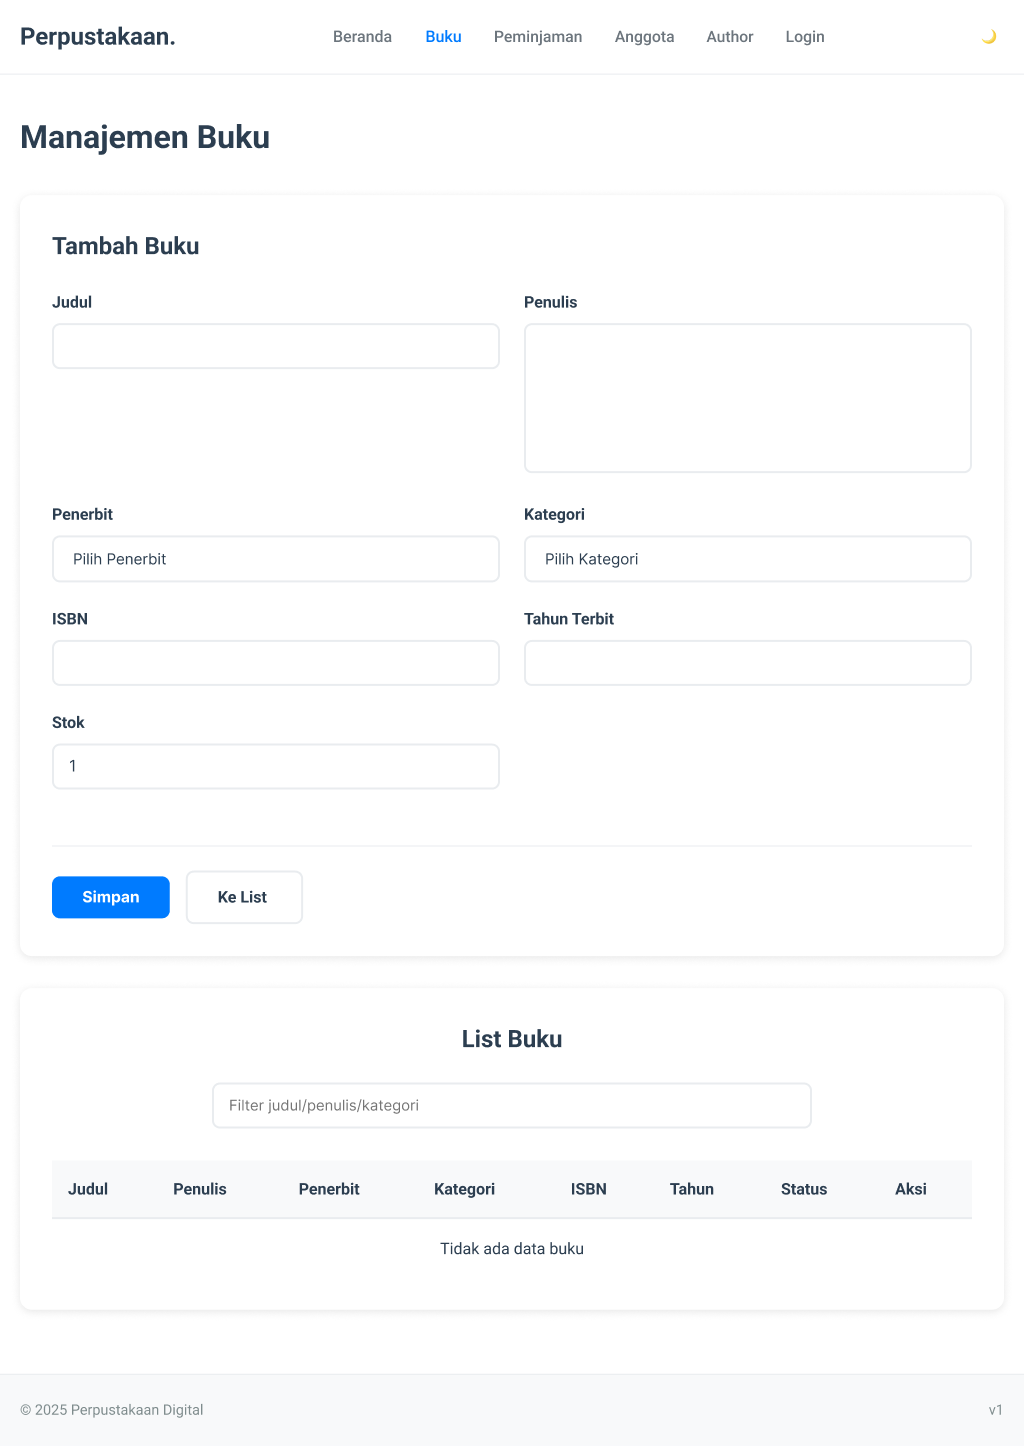 Perpustakaan.
Beranda Buku Peminjaman Anggota Author Login 🌙
Manajemen Buku
Tambah Buku
Judul Penulis
Penerbit Kategori
Pilih Penerbit Pilih Kategori
ISBN Tahun Terbit
Stok
1
Simpan Ke List
List Buku
Filter judul/penulis/kategori
Judul Penulis Penerbit Kategori ISBN Tahun Status Aksi
Tidak ada data buku
© 2025 Perpustakaan Digital v1